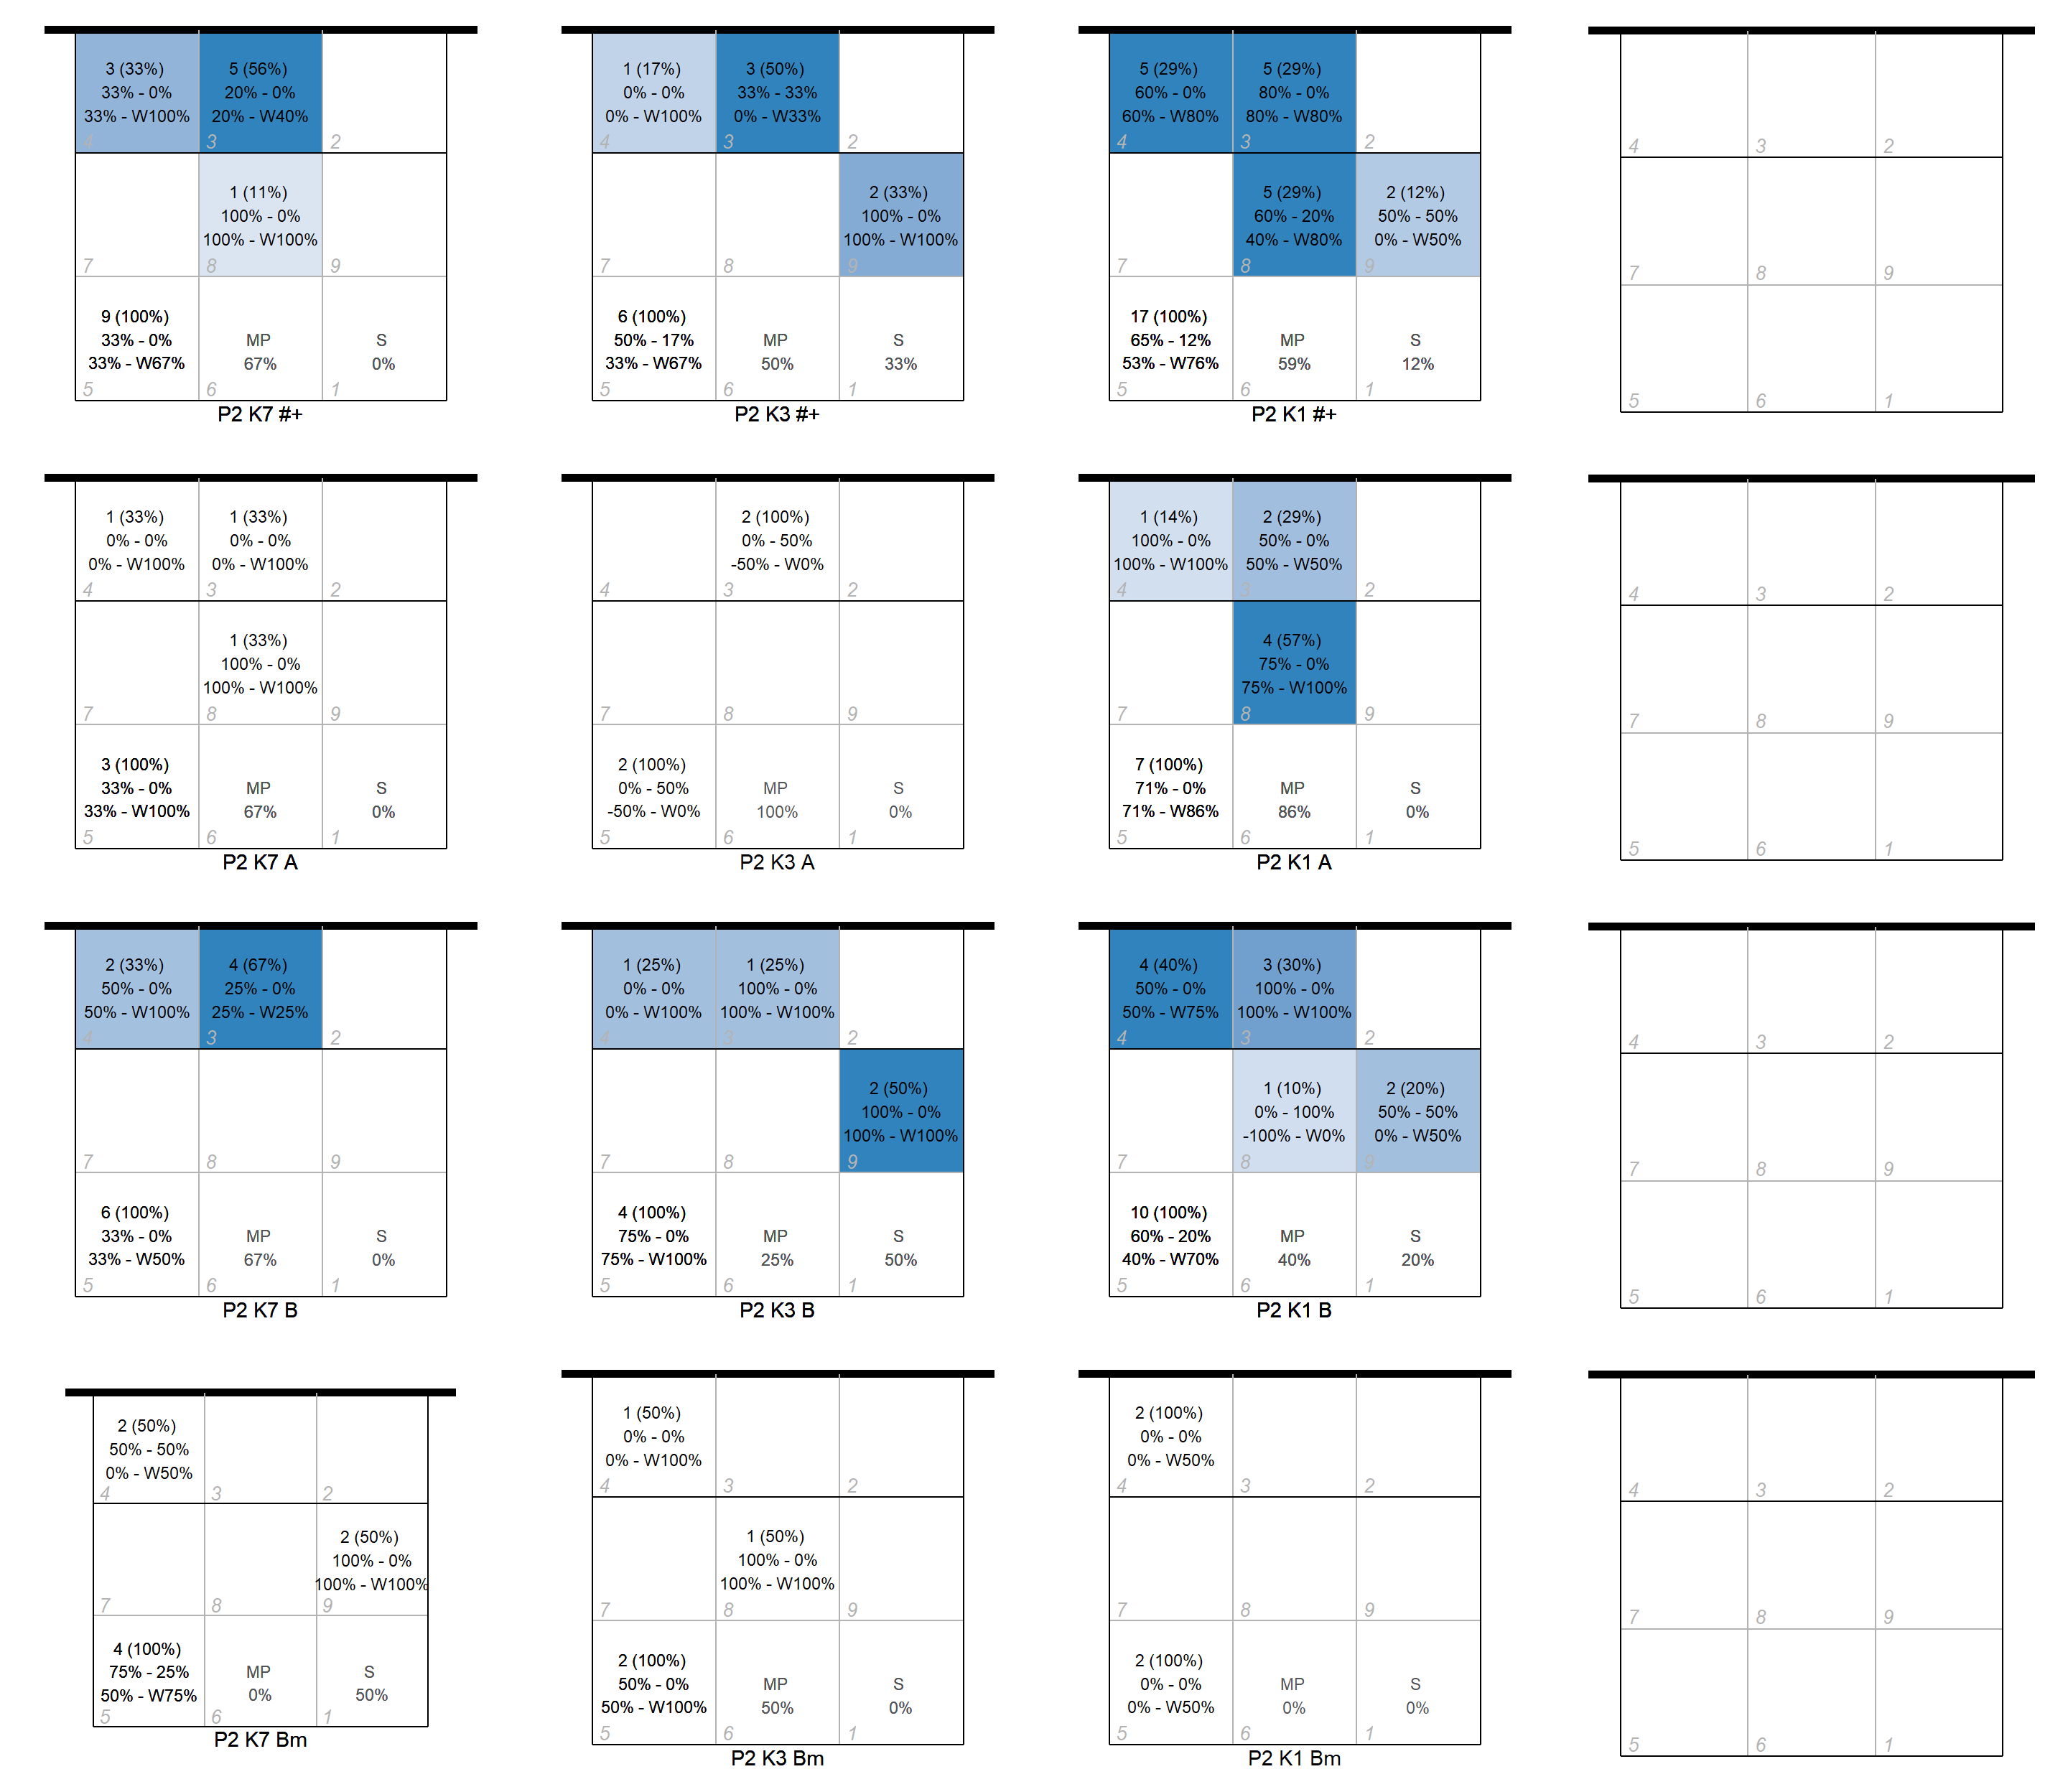 3 (33%)
33% - 0%
33% - W100%
4
5 (56%)
20% - 0%
20% - W40%
3
2
7
1 (11%)
100% - 0%
100% - W100%
8
9
9 (100%)
33% - 0%
33% - W67%
5
MP
67%
6
S
0%
1
P2 K7 #+
1 (17%)
0% - 0%
0% - W100%
4
3 (50%)
33% - 33%
0% - W33%
3
2
7
8
2 (33%)
100% - 0%
100% - W100%
9
6 (100%)
50% - 17%
33% - W67%
5
MP
50%
6
S
33%
1
P2 K3 #+
5 (29%)
60% - 0%
60% - W80%
4
5 (29%)
80% - 0%
80% - W80%
3
2
7
5 (29%)
60% - 20%
40% - W80%
8
2 (12%)
50% - 50%
0% - W50%
9
17 (100%)
65% - 12%
53% - W76%
5
MP
59%
6
S
12%
1
P2 K1 #+
4
3
2
7
8
9
5
6
1
1 (33%)
0% - 0%
0% - W100%
4
1 (33%)
0% - 0%
0% - W100%
3
2
7
1 (33%)
100% - 0%
100% - W100%
8
9
3 (100%)
33% - 0%
33% - W100%
5
MP
67%
6
S
0%
1
P2 K7 A
4
2 (100%)
0% - 50%
-50% - W0%
3
2
7
8
9
2 (100%)
0% - 50%
-50% - W0%
5
MP
100%
6
S
0%
1
P2 K3 A
1 (14%)
100% - 0%
100% - W100%
4
2 (29%)
50% - 0%
50% - W50%
3
2
7
4 (57%)
75% - 0%
75% - W100%
8
9
7 (100%)
71% - 0%
71% - W86%
5
MP
86%
6
S
0%
1
P2 K1 A
4
3
2
7
8
9
5
6
1
2 (33%)
50% - 0%
50% - W100%
4
4 (67%)
25% - 0%
25% - W25%
3
2
7
8
9
6 (100%)
33% - 0%
33% - W50%
5
MP
67%
6
S
0%
1
P2 K7 B
1 (25%)
0% - 0%
0% - W100%
4
1 (25%)
100% - 0%
100% - W100%
3
2
7
8
2 (50%)
100% - 0%
100% - W100%
9
4 (100%)
75% - 0%
75% - W100%
5
MP
25%
6
S
50%
1
P2 K3 B
4 (40%)
50% - 0%
50% - W75%
4
3 (30%)
100% - 0%
100% - W100%
3
2
7
1 (10%)
0% - 100%
-100% - W0%
8
2 (20%)
50% - 50%
0% - W50%
9
10 (100%)
60% - 20%
40% - W70%
5
MP
40%
6
S
20%
1
P2 K1 B
4
3
2
7
8
9
5
6
1
2 (50%)
50% - 50%
0% - W50%
4
3
2
7
8
2 (50%)
100% - 0%
100% - W100%
9
4 (100%)
75% - 25%
50% - W75%
5
MP
0%
6
S
50%
1
P2 K7 Bm
1 (50%)
0% - 0%
0% - W100%
4
3
2
7
1 (50%)
100% - 0%
100% - W100%
8
9
2 (100%)
50% - 0%
50% - W100%
5
MP
50%
6
S
0%
1
P2 K3 Bm
2 (100%)
0% - 0%
0% - W50%
4
3
2
7
8
9
2 (100%)
0% - 0%
0% - W50%
5
MP
0%
6
S
0%
1
P2 K1 Bm
4
3
2
7
8
9
5
6
1